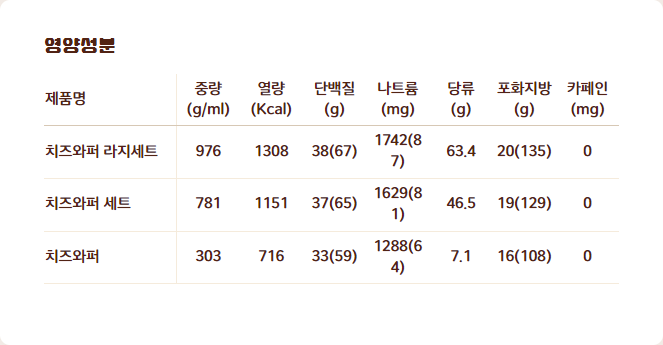 영양성분
제품명 중량 (g/ml) 열량 (Kcal) 단백질 (g) 나트륨 (mg) 당류 (g) 포화지방 (g) 카페인 (mg)
치즈와퍼 라지세트 976 1308 38(67) 1742(87) 63.4 20(135) 0
치즈와퍼 세트 781 1151 37(65) 1629(81) 46.5 19(129) 0
치즈와퍼 303 716 33(59) 1288(64) 7.1 16(108) 0